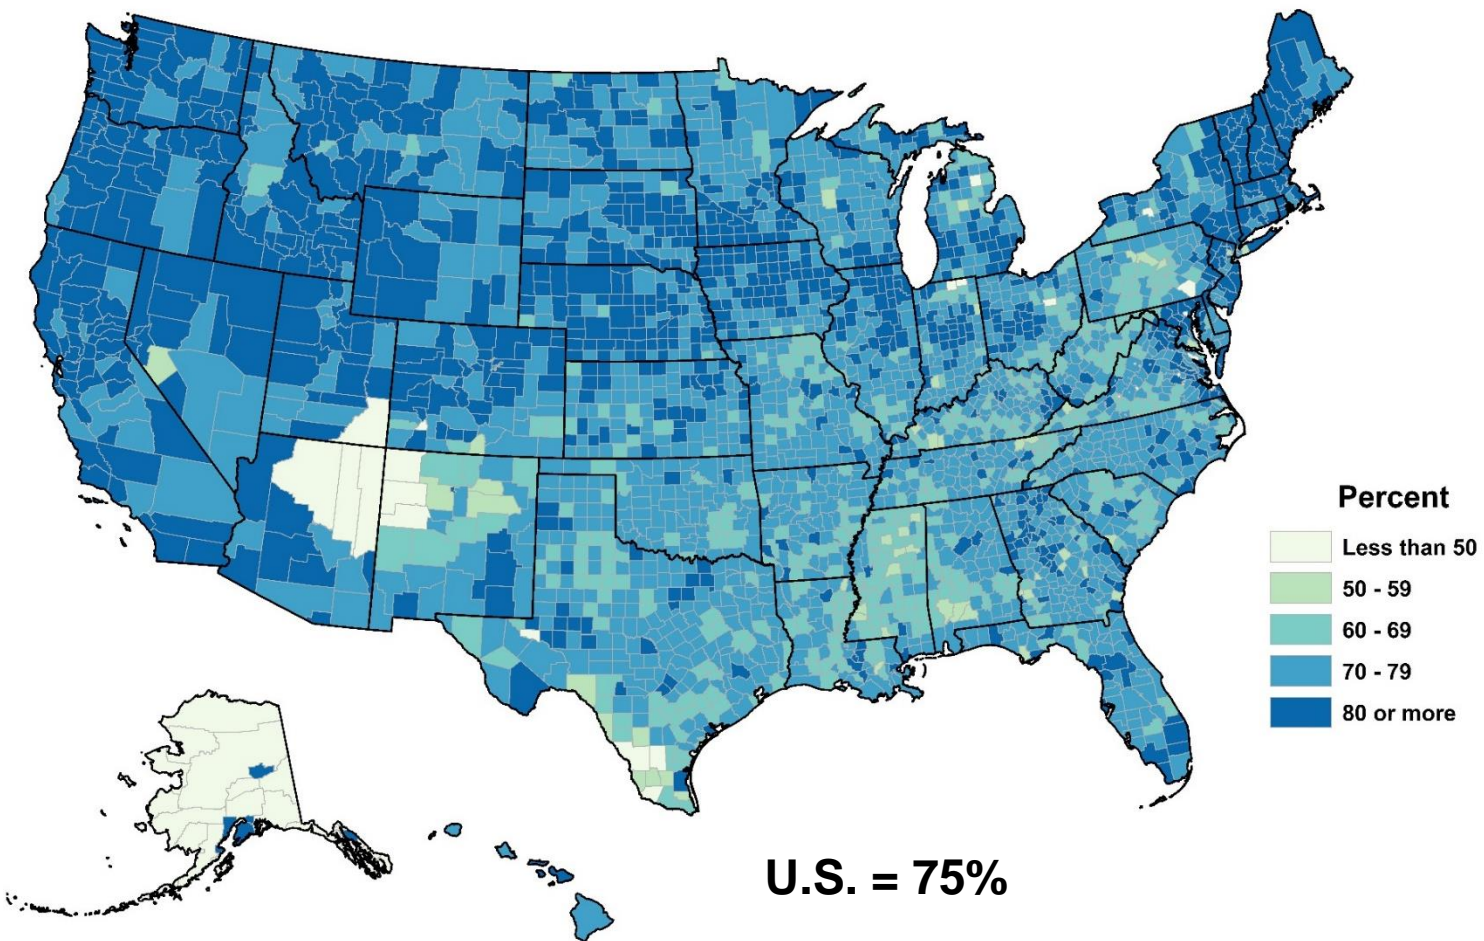 Percent
Less than 50
50 - 59
60 - 69
70 - 79
80 or more
U.S. = 75%